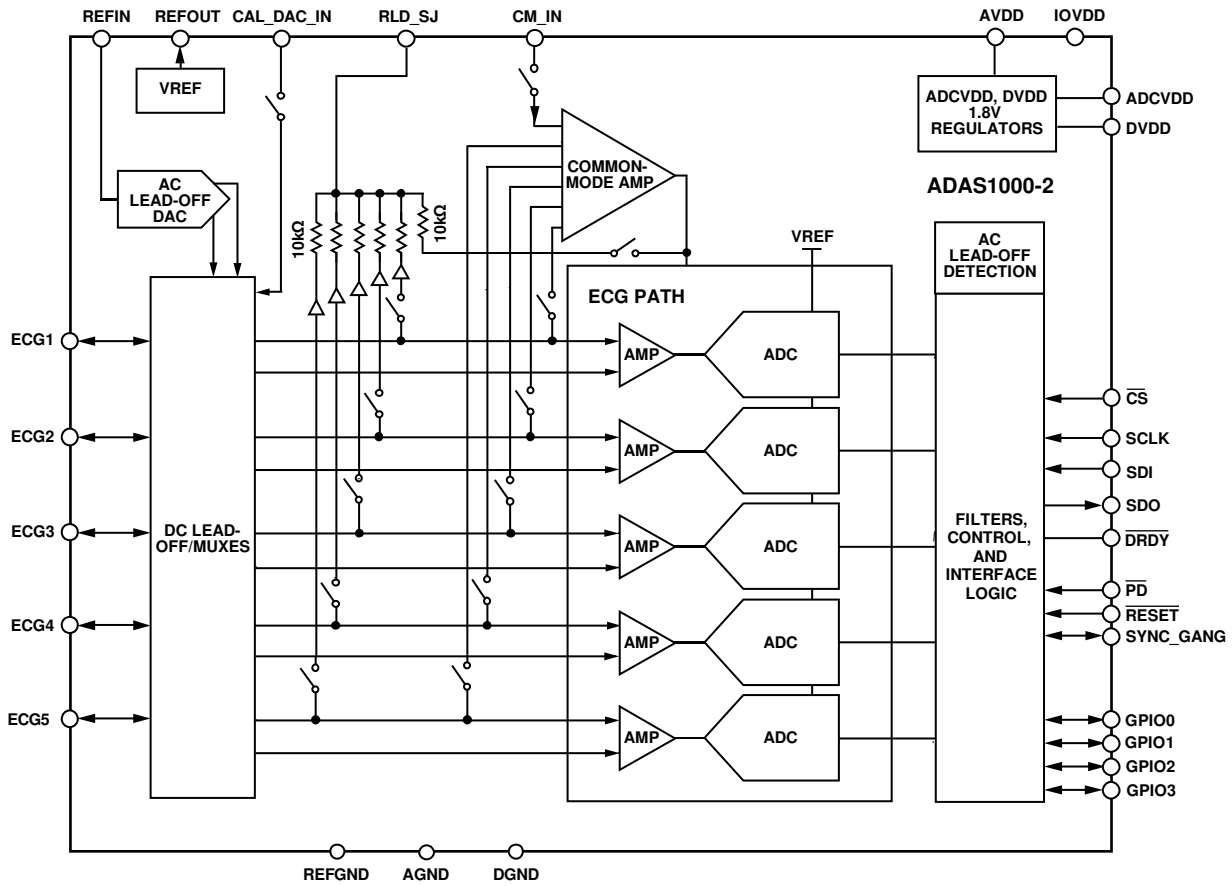 REFIN
REFOUT
CAL_DAC_IN
RLD_SJ
CM_IN
AVDD
IOVDD
VREF
ADCVDD, DVDD
1.8V
REGULATORS
ADCVDD
DVDD
AC
LEAD-OFF
DAC
COMMON-
MODE AMP
ADAS1000-2
10kΩ
10kΩ
VREF
AC
LEAD-OFF
DETECTION
ECG PATH
ECG1
AMP
ADC
CS
ECG2
AMP
ADC
SCLK
SDI
SDO
ECG3
DC LEAD-
OFF/MUXES
AMP
ADC
FILTERS,
CONTROL,
AND
INTERFACE
LOGIC
DRDY
PD
RESET
SYNC_GANG
ECG4
AMP
ADC
ECG5
AMP
ADC
GPIO0
GPIO1
GPIO2
GPIO3
REFGND
AGND
DGND